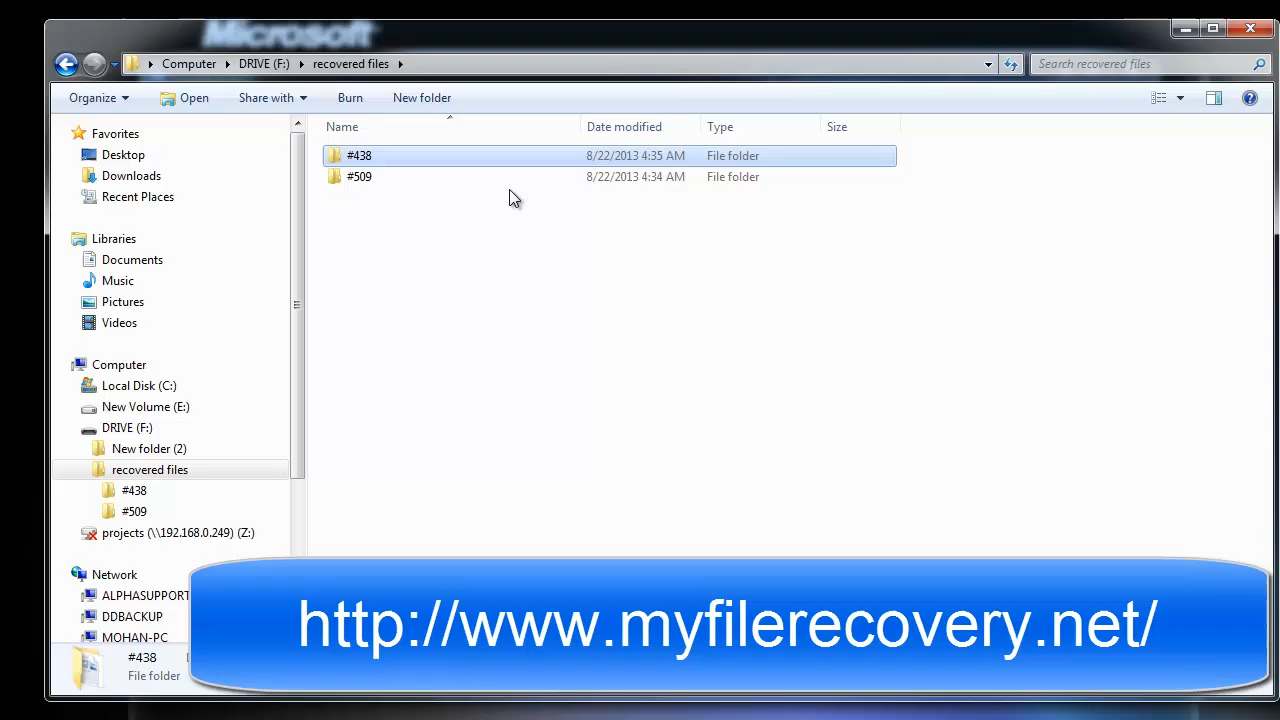 Microsoft
Computer DRIVE (F:) recovered files
Search recovered files
Organize Open Share with Burn New folder
Name Date modified Type Size
#438 8/22/2013 4:35 AM File folder
#509 8/22/2013 4:34 AM File folder
Favorites
Desktop
Downloads
Recent Places
Libraries
Documents
Music
Pictures
Videos
Computer
Local Disk (C:)
New Volume (E:)
DRIVE (F:)
New folder (2)
recovered files
#438
#509
projects (\\192.168.0.249) (Z:)
Network
ALPHASUPPORT
DDBACKUP
MOHAN-PC
#438
File folder
http://www.myfilerecovery.net/